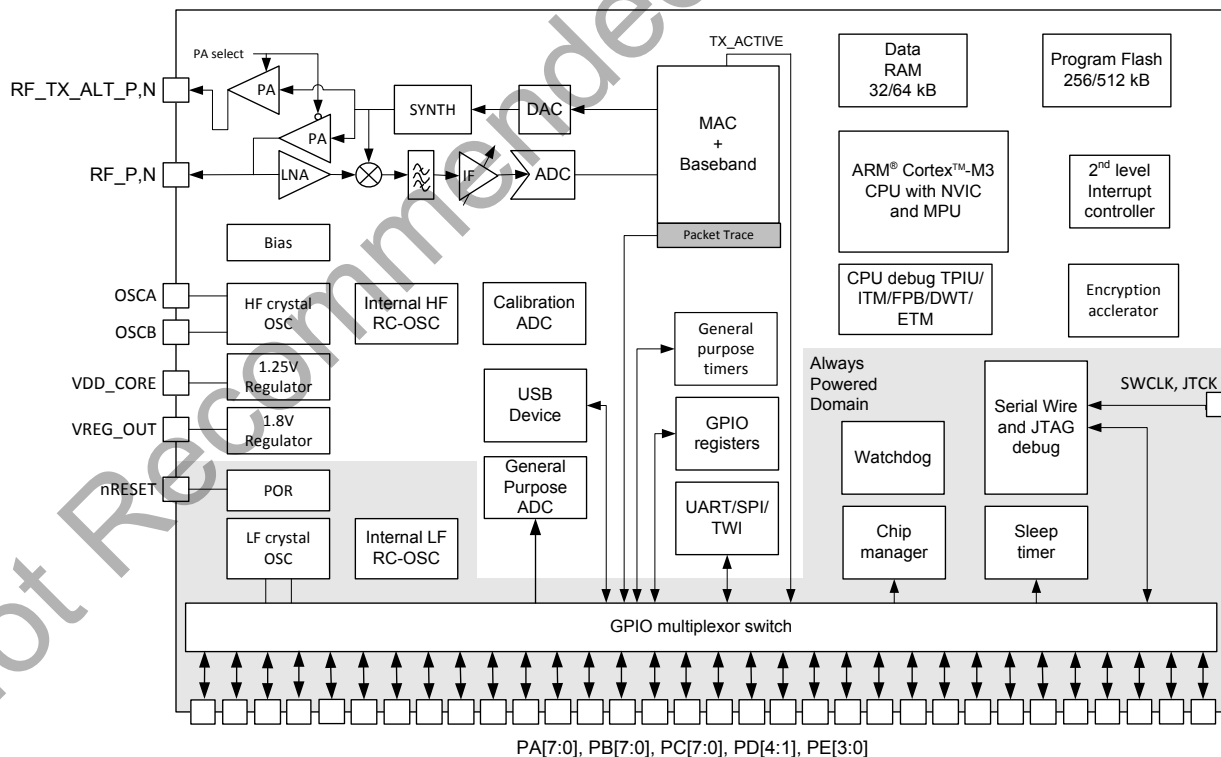 Not Recommended
TX_ACTIVE
PA select
RF_TX_ALT_P,N
PA
SYNTH
DAC
MAC
+
Baseband
Data
RAM
32/64 kB
Program Flash
256/512 kB
PA
RF_P,N
LNA
IF
ADC
ARM® Cortex™-M3
CPU with NVIC
and MPU
2nd level
Interrupt
controller
Packet Trace
Bias
OSCA
OSCB
HF crystal
OSC
Internal HF
RC-OSC
Calibration
ADC
CPU debug TPIU/
ITM/FPB/DWT/
ETM
Encryption
acclerator
General
purpose
timers
VDD_CORE
1.25V
Regulator
USB
Device
Always
Powered
Domain
Serial Wire
and JTAG
debug
SWCLK, JTCK
VREG_OUT
1.8V
Regulator
GPIO
registers
Watchdog
nRESET
POR
General
Purpose
ADC
UART/SPI/
TWI
LF crystal
OSC
Internal LF
RC-OSC
Chip
manager
Sleep
timer
GPIO multiplexor switch
PA[7:0], PB[7:0], PC[7:0], PD[4:1], PE[3:0]